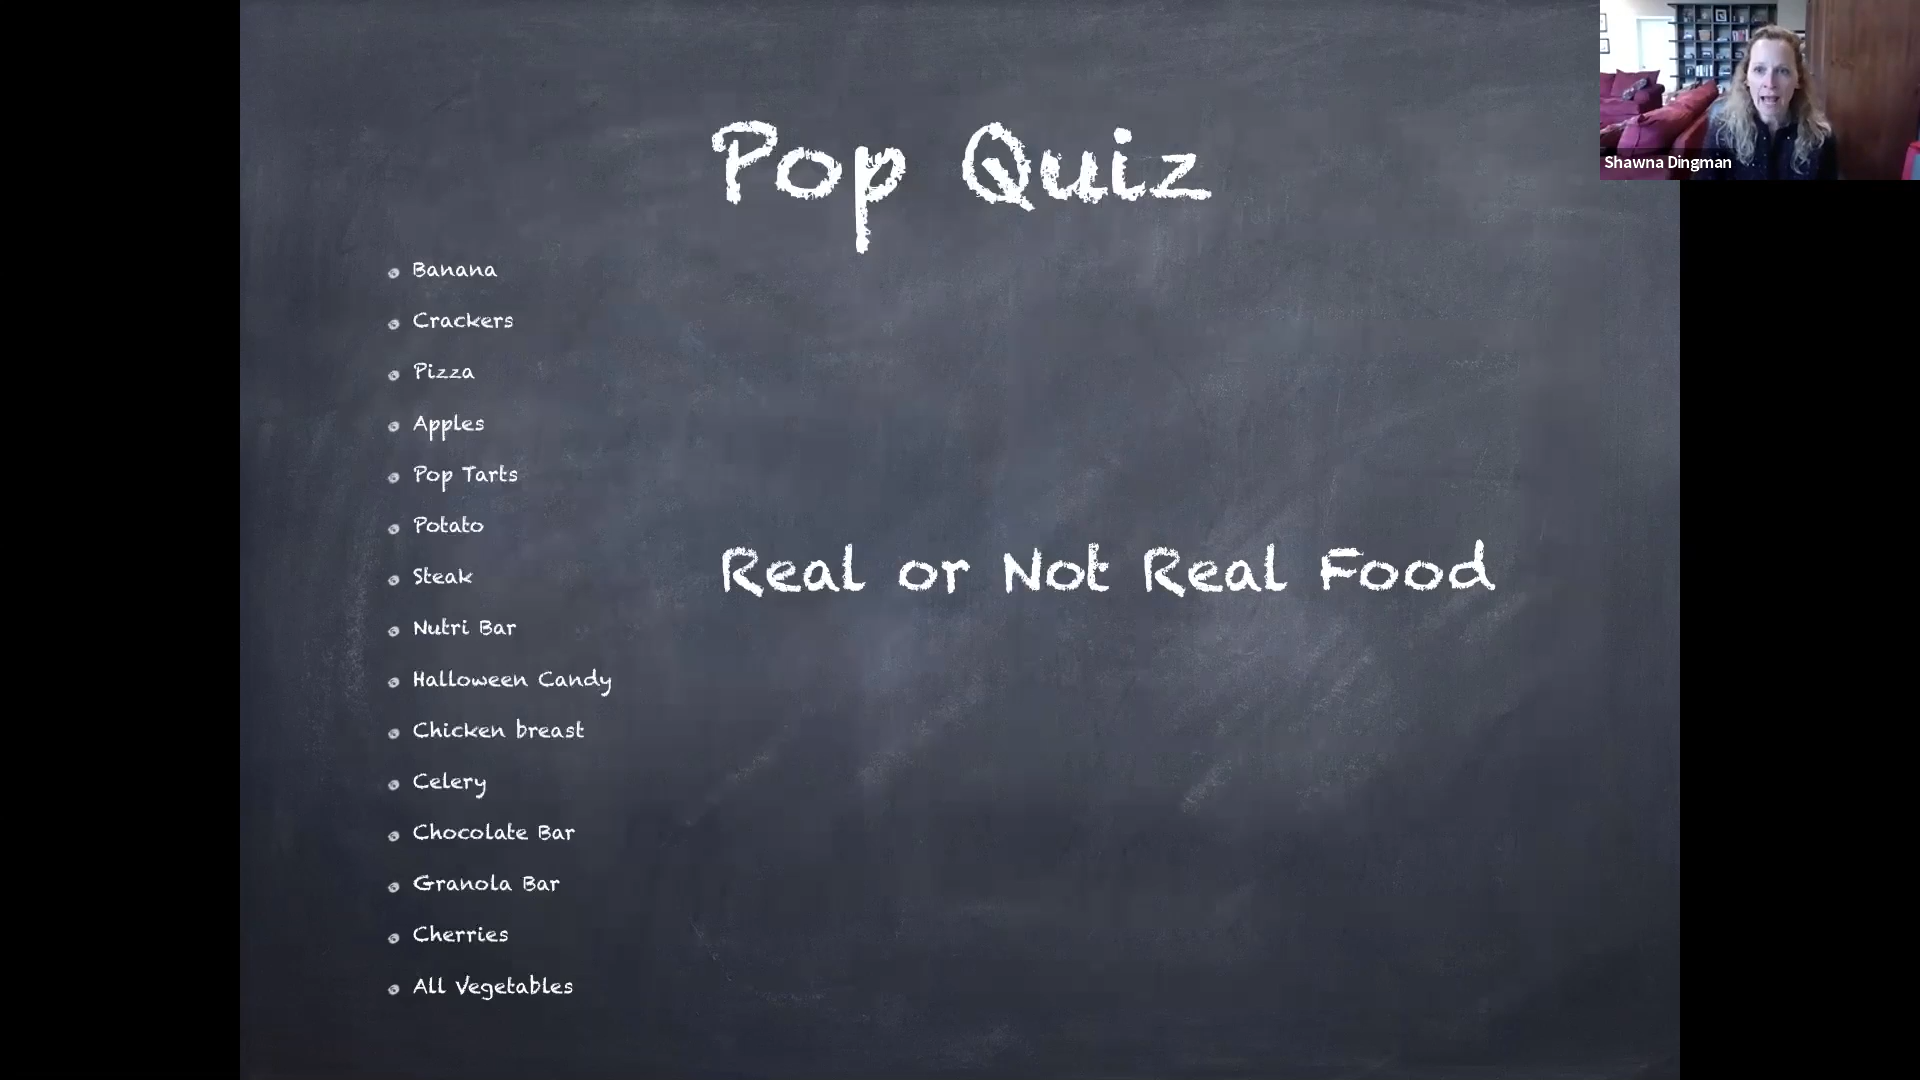 Pop Quiz
Shawna Dingman
Banana
Crackers
Pizza
Apples
Pop Tarts
Potato
Steak
Nutri Bar
Halloween Candy
Chicken breast
Celery
Chocolate Bar
Granola Bar
Cherries
All Vegetables
Real or Not Real Food